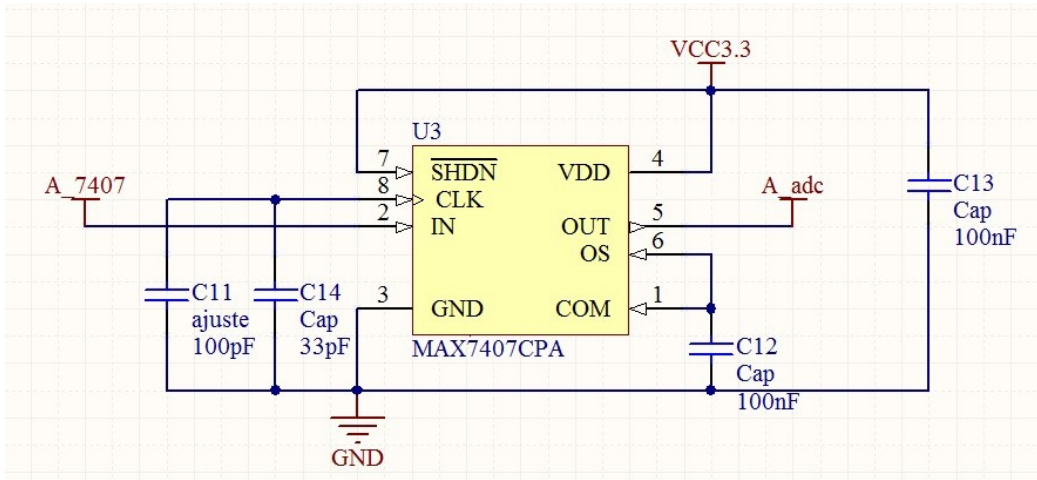 VCC3.3
U3
7
SHDN
VDD
4
A_7407
8
CLK
A_adc
C13
Cap
100nF
2
IN
OUT
5
OS
6
C11
ajuste
100pF
C14
Cap
33pF
3
GND
COM
1
MAX7407CPA
C12
Cap
100nF
GND